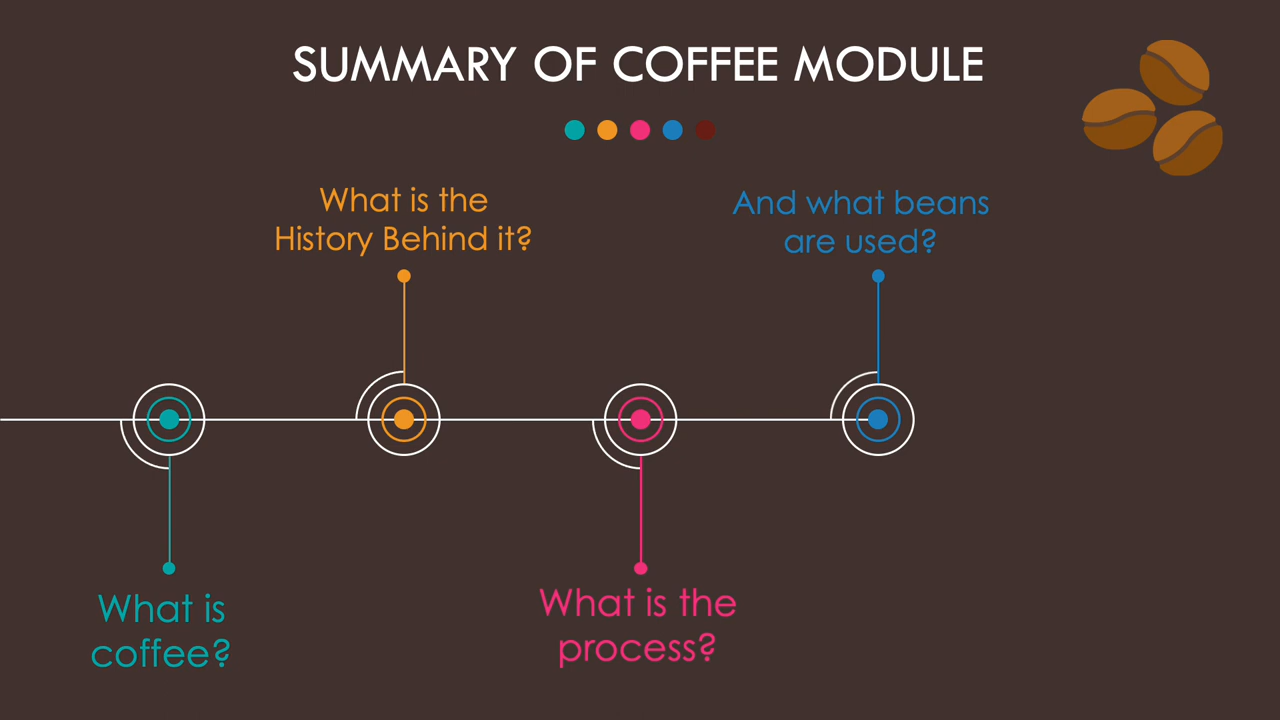 SUMMARY OF COFFEE MODULE
What is the
History Behind it?
And what beans
are used?
What is
coffee?
What is the
process?